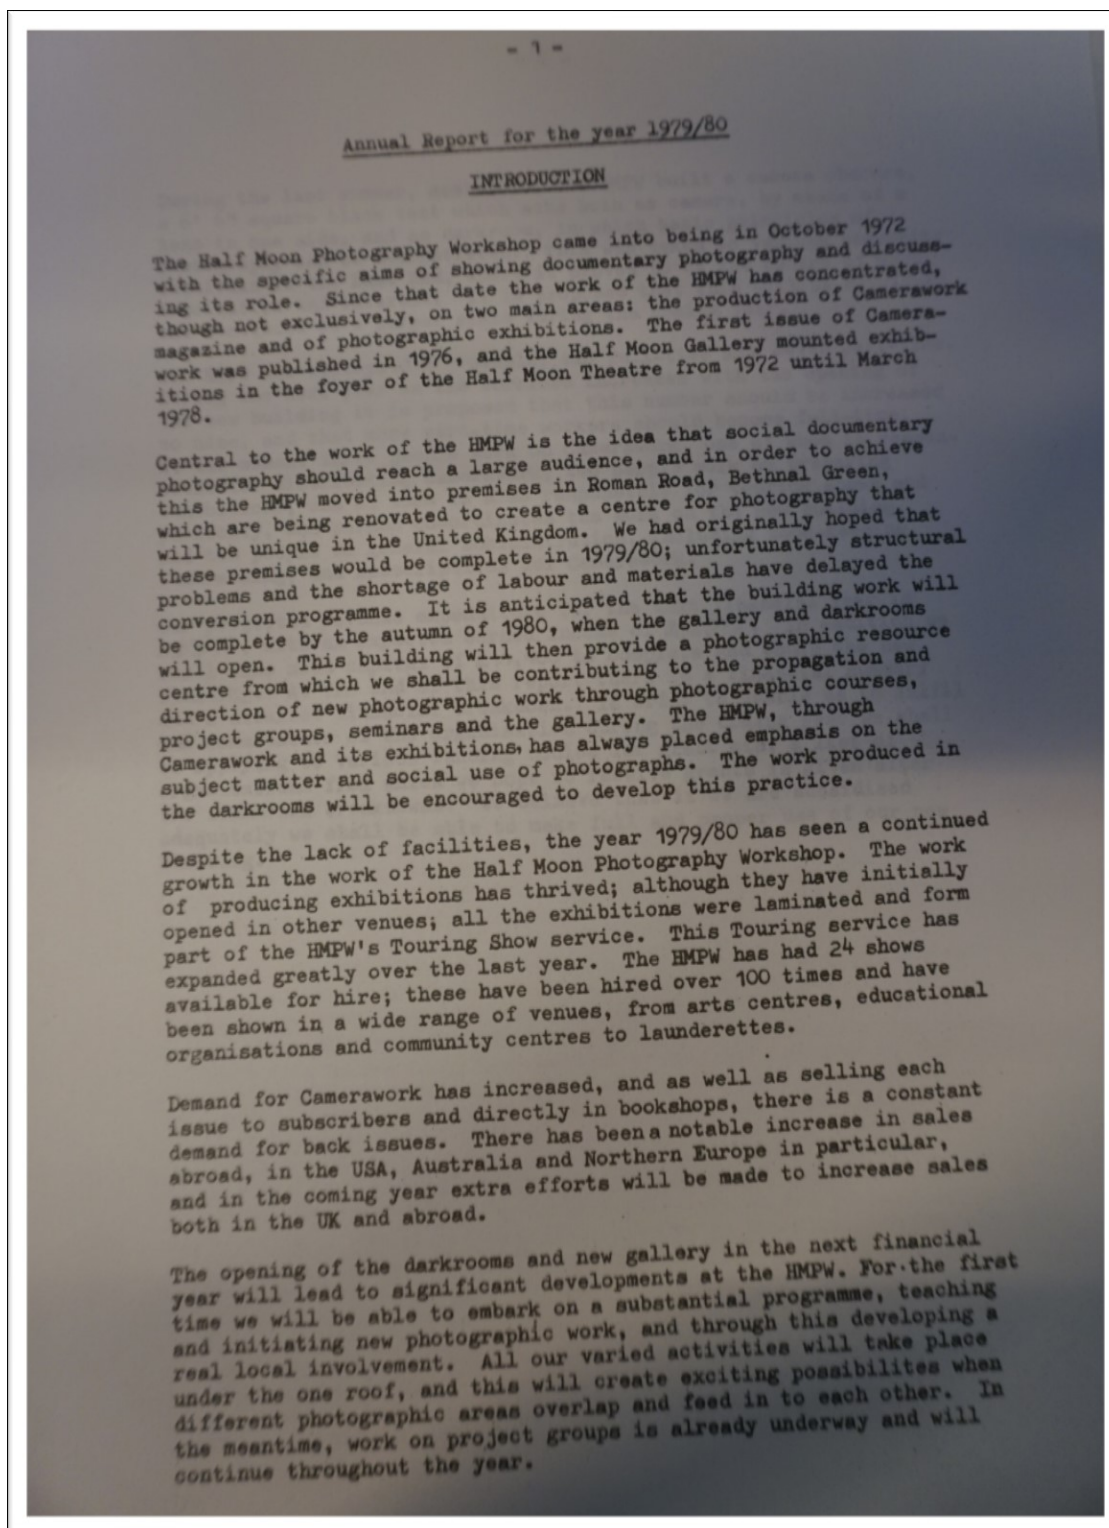 - 1 -
Annual Report for the year 1979/80
INTRODUCTION
The Half Moon Photography Workshop came into being in October 1972
with the specific aims of showing documentary photography and discuss-
ing its role. Since that date the work of the HMPW has concentrated,
though not exclusively, on two main areas: the production of Camerawork
magazine and of photographic exhibitions. The first issue of Camera-
work was published in 1976, and the Half Moon Gallery mounted exhib-
itions in the foyer of the Half Moon Theatre from 1972 until March
1978.
Central to the work of the HMPW is the idea that social documentary
photography should reach a large audience, and in order to achieve
this the HMPW moved into premises in Roman Road, Bethnal Green,
which are being renovated to create a centre for photography that
will be unique in the United Kingdom. We had originally hoped that
these premises would be complete in 1979/80; unfortunately structural
problems and the shortage of labour and materials have delayed the
conversion programme. It is anticipated that the building work will
be complete by the autumn of 1980, when the gallery and darkrooms
will open. This building will then provide a photographic resource
centre from which we shall be contributing to the propagation and
direction of new photographic work through photographic courses,
project groups, seminars and the gallery. The HMPW, through
Camerawork and its exhibitions, has always placed emphasis on the
subject matter and social use of photographs. The work produced in
the darkrooms will be encouraged to develop this practice.
Despite the lack of facilities, the year 1979/80 has seen a continued
growth in the work of the Half Moon Photography Workshop. The work
of producing exhibitions has thrived; although they have initially
opened in other venues; all the exhibitions were laminated and form
part of the HMPW's Touring Show service. This Touring service has
expanded greatly over the last year. The HMPW has had 24 shows
available for hire; these have been hired over 100 times and have
been shown in a wide range of venues, from arts centres, educational
organisations and community centres to launderettes.
Demand for Camerawork has increased, and as well as selling each
issue to subscribers and directly in bookshops, there is a constant
demand for back issues. There has been a notable increase in sales
abroad, in the USA, Australia and Northern Europe in particular,
and in the coming year extra efforts will be made to increase sales
both in the UK and abroad.
The opening of the darkrooms and new gallery in the next financial
year will lead to significant developments at the HMPW. For the first
time we will be able to embark on a substantial programme, teaching
and initiating new photographic work, and through this developing a
real local involvement. All our varied activities will take place
under the one roof, and this will create exciting possibilites when
different photographic areas overlap and feed in to each other. In
the meantime, work on project groups is already underway and will
continue throughout the year.